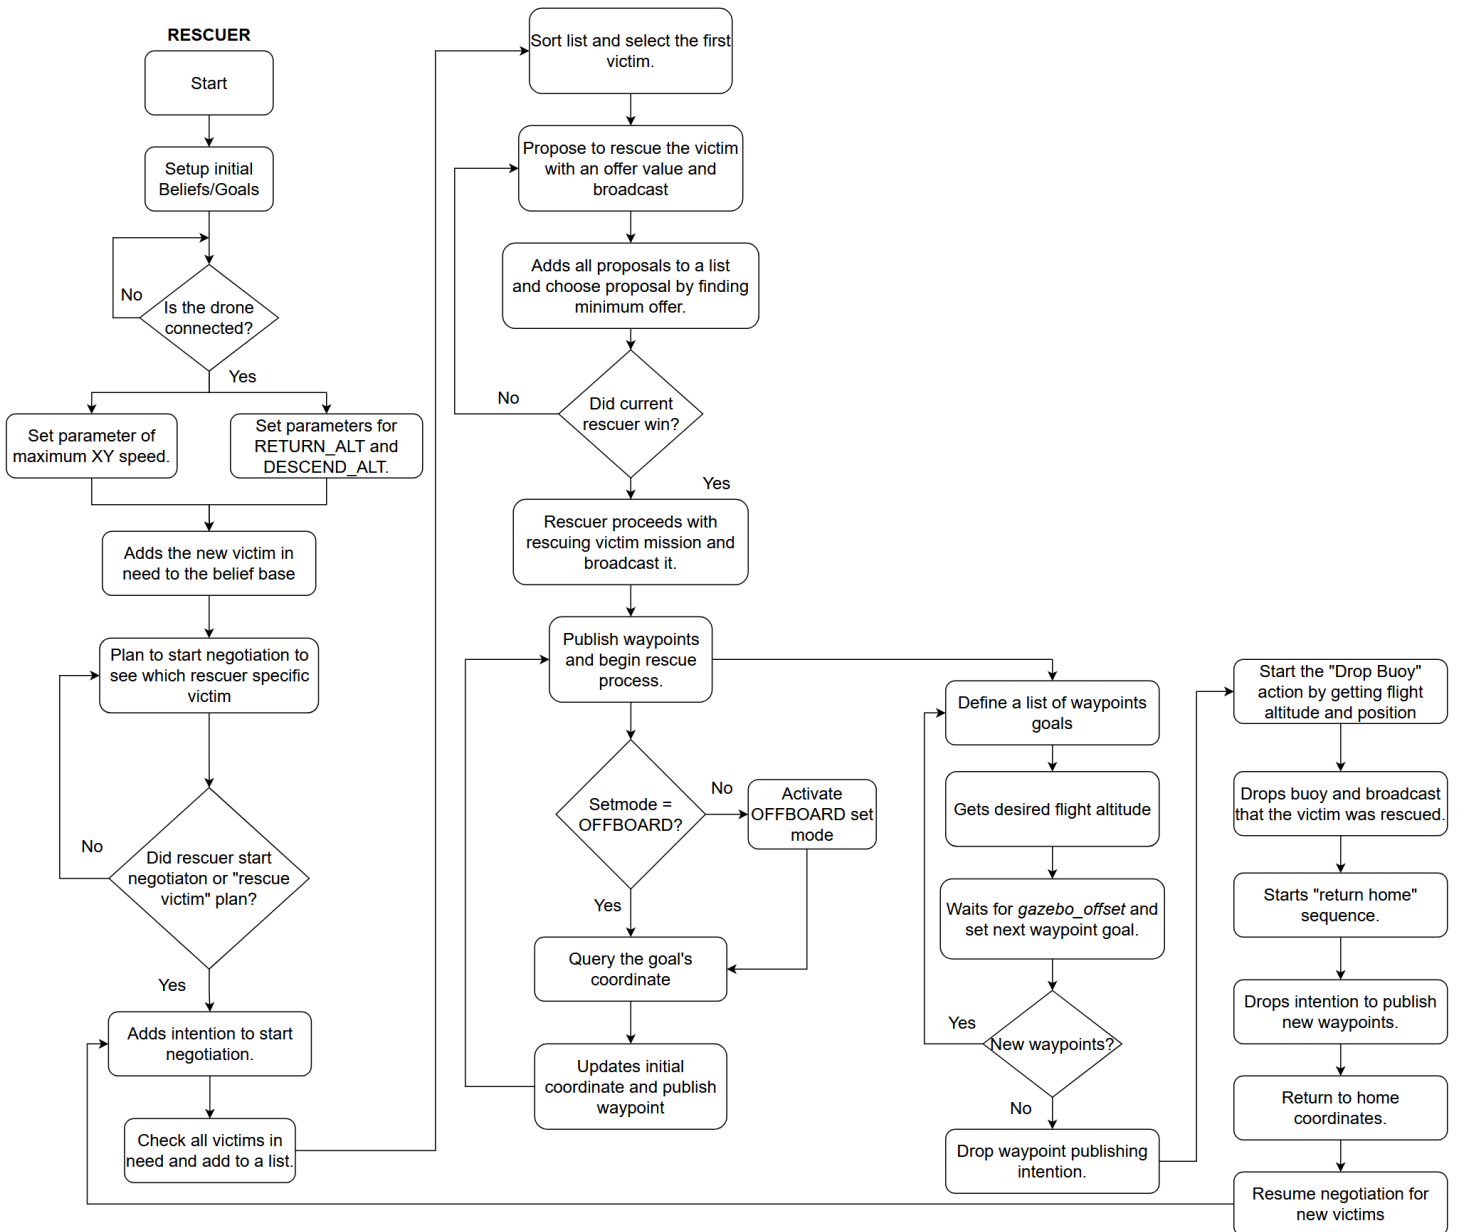 RESCUER
Start
Setup initial
Beliefs/Goals
No
Is the drone
connected?
Yes
Set parameter of
maximum XY speed.
Set parameters for
RETURN_ALT and
DESCEND_ALT.
Adds the new victim in
need to the belief base
Plan to start negotiation to
see which rescuer specific
victim
No
Did rescuer start
negotiaton or "rescue
victim" plan?
Yes
Adds intention to start
negotiation.
Check all victims in
need and add to a list.
Sort list and select the first
victim.
Propose to rescue the victim
with an offer value and
broadcast
Adds all proposals to a list
and choose proposal by finding
minimum offer.
No
Did current
rescuer win?
Yes
Rescuer proceeds with
rescuing victim mission and
broadcast it.
Publish waypoints
and begin rescue
process.
Setmode =
OFFBOARD?
No
Activate
OFFBOARD set
mode
Yes
Query the goal's
coordinate
Updates initial
coordinate and publish
waypoint
Define a list of waypoints
goals
Gets desired flight altitude
Waits for gazebo_offset and
set next waypoint goal.
Yes
New waypoints?
No
Drop waypoint publishing
intention.
Start the "Drop Buoy"
action by getting flight
altitude and position
Drops buoy and broadcast
that the victim was rescued.
Starts "return home"
sequence.
Drops intention to publish
new waypoints.
Return to home
coordinates.
Resume negotiation for
new victims